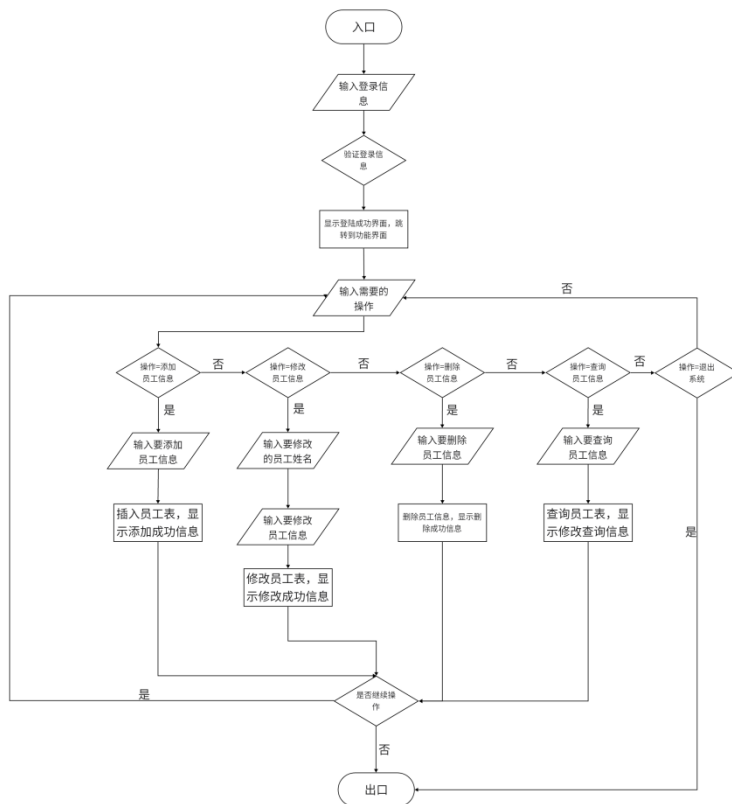 入口
输入登录信
息
验证登录信
息
显示登陆成功界面，跳
转到功能界面
输入需要的
操作
否
操作=添加
员工信息
否
操作=修改
员工信息
否
操作=删除
员工信息
否
操作=查询
员工信息
否
操作=退出
系统
是
是
是
是
输入要添加
员工信息
输入要修改
的员工姓名
输入要删除
员工信息
输入要查询
员工信息
插入员工表，显
示添加成功信息
输入要修改
员工信息
删除员工信息，显示删
除成功信息
查询员工表，显
示修改查询信息
是
修改员工表，显
示修改成功信息
是
是否继续操
作
否
出口